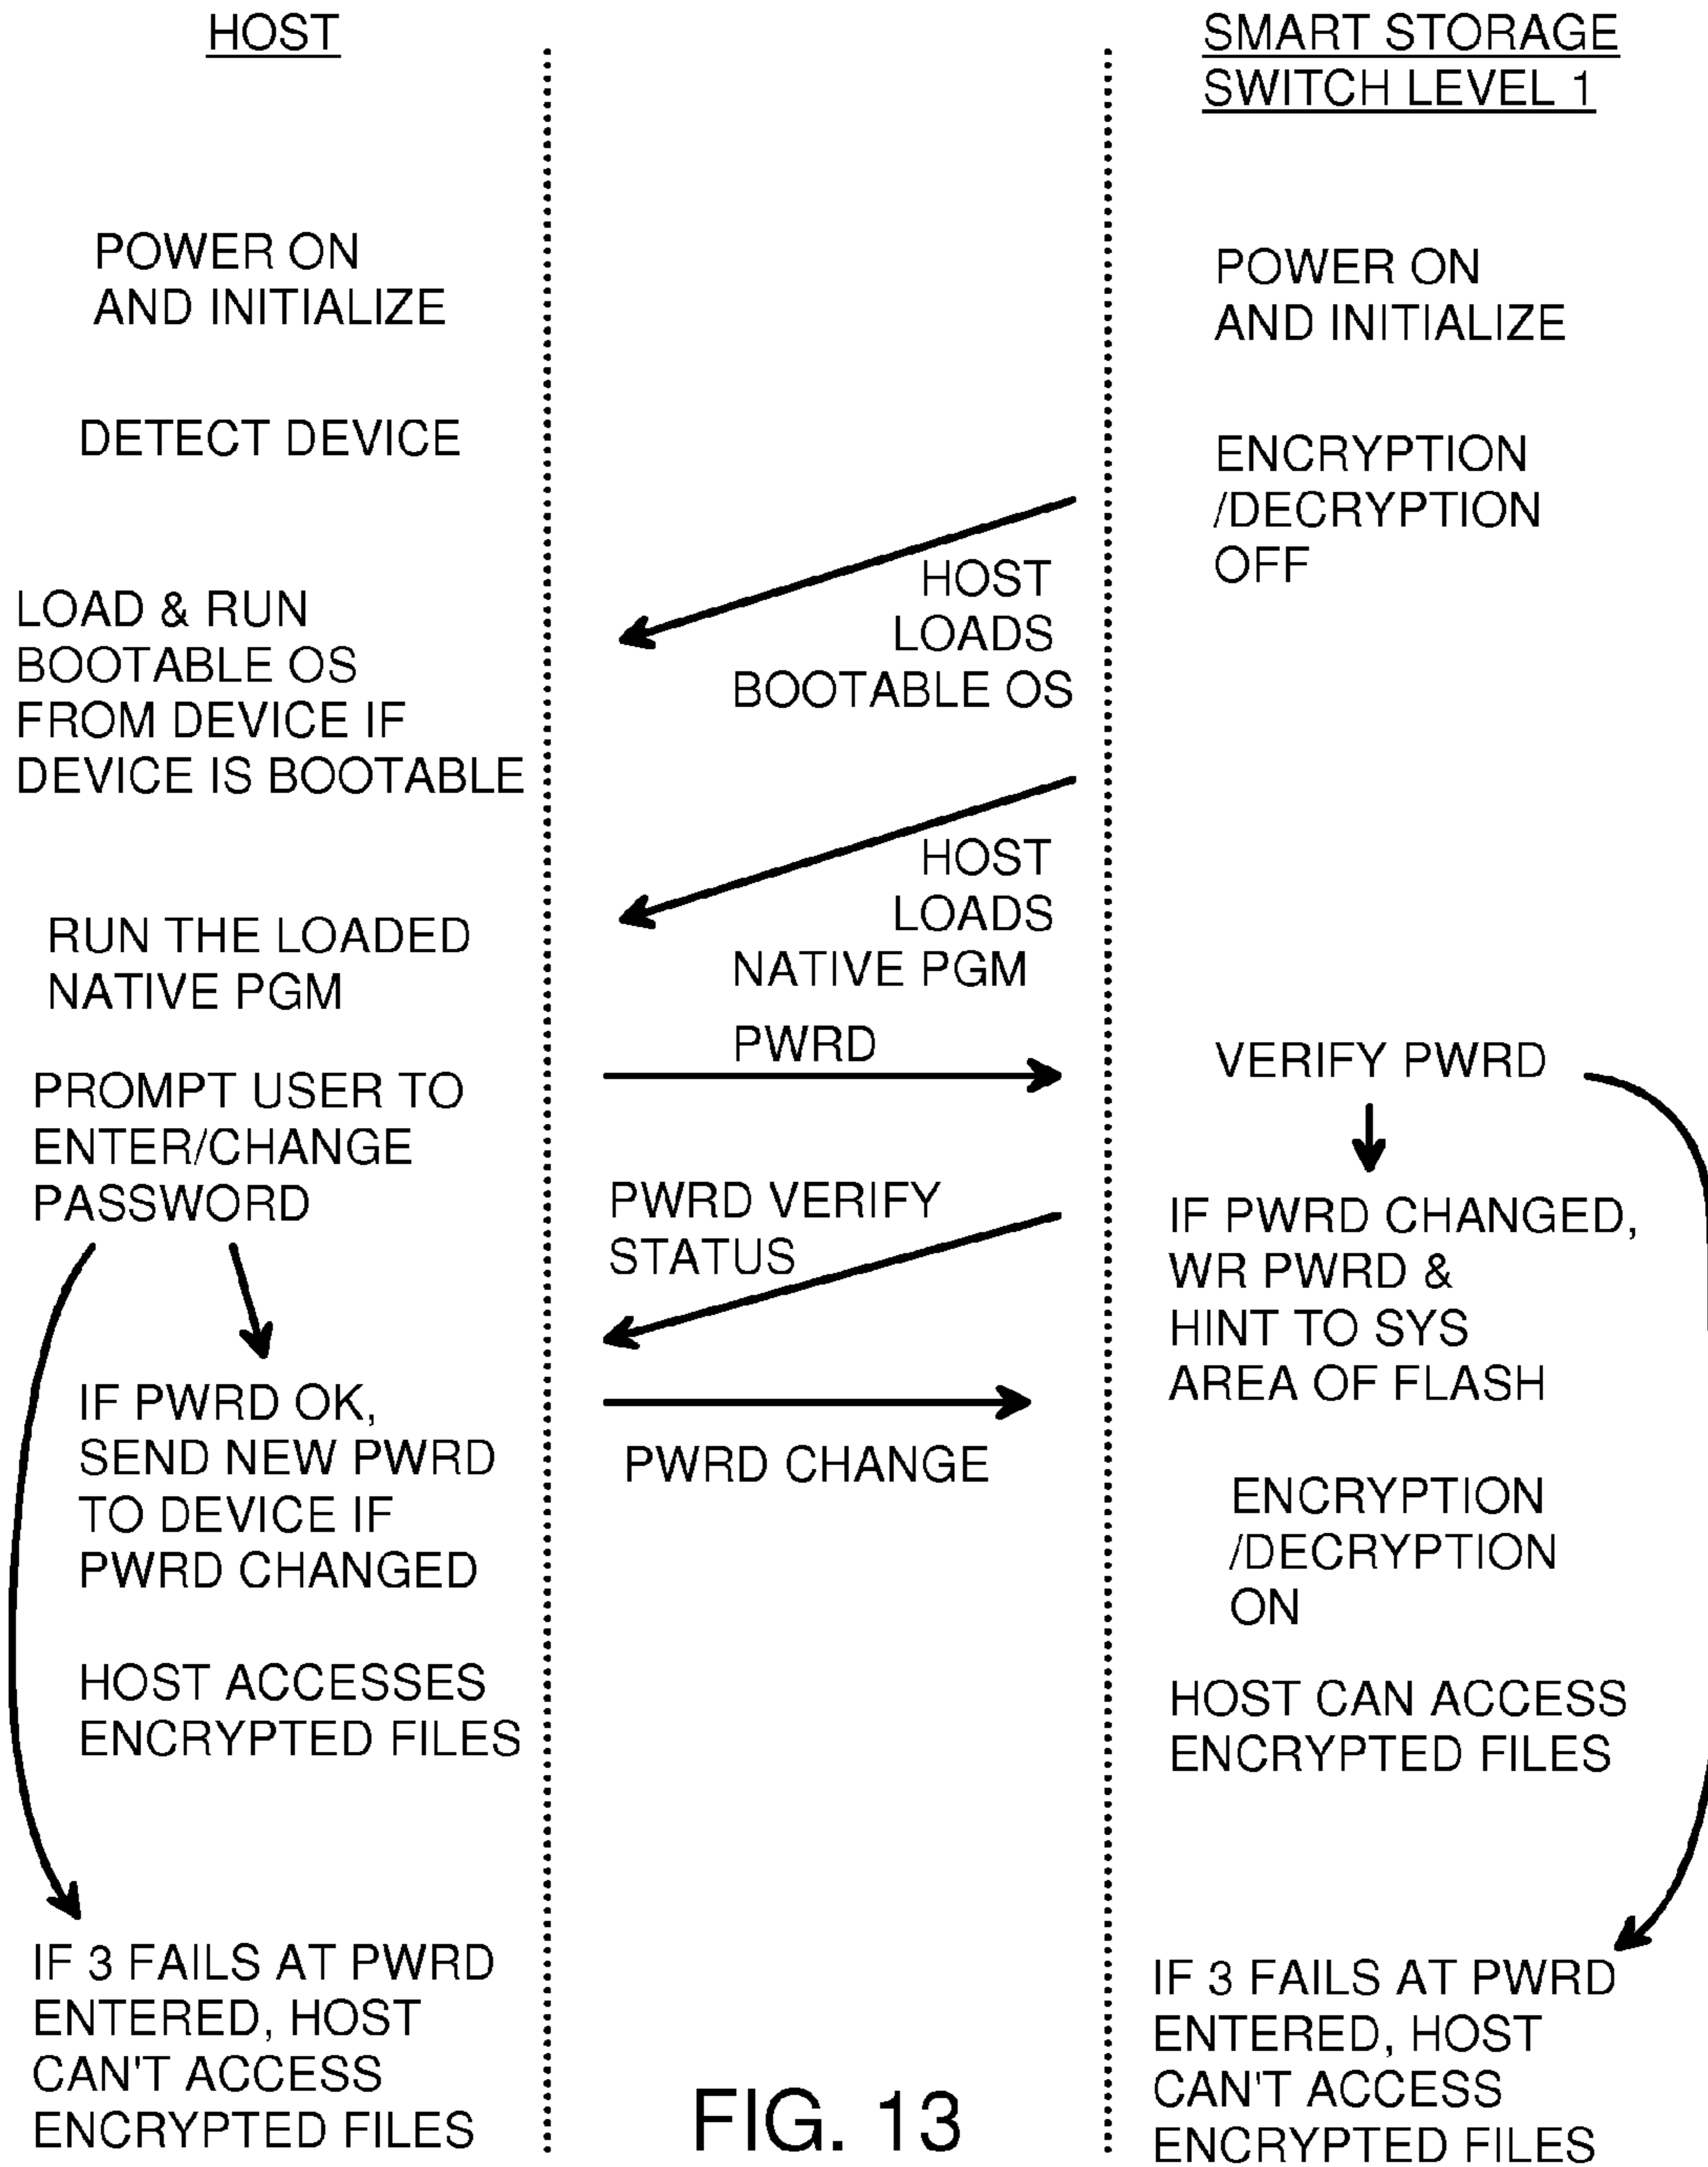 HOST
POWER ON
AND INITIALIZE
DETECT DEVICE
LOAD & RUN
BOOTABLE OS
FROM DEVICE IF
DEVICE IS BOOTABLE
RUN THE LOADED
NATIVE PGM
PROMPT USER TO
ENTER/CHANGE
PASSWORD
IF PWRD OK,
SEND NEW PWRD
TO DEVICE IF
PWRD CHANGED
HOST ACCESSES
ENCRYPTED FILES
IF 3 FAILS AT PWRD
ENTERED, HOST
CAN'T ACCESS
ENCRYPTED FILES
HOST
LOADS
BOOTABLE OS
HOST
LOADS
NATIVE PGM
PWRD
PWRD VERIFY
STATUS
PWRD CHANGE
SMART STORAGE
SWITCH LEVEL 1
POWER ON
AND INITIALIZE
ENCRYPTION
/DECRYPTION
OFF
VERIFY PWRD
IF PWRD CHANGED,
WR PWRD &
HINT TO SYS
AREA OF FLASH
ENCRYPTION
/DECRYPTION
ON
HOST CAN ACCESS
ENCRYPTED FILES
IF 3 FAILS AT PWRD
ENTERED, HOST
CAN'T ACCESS
ENCRYPTED FILES
FIG. 13